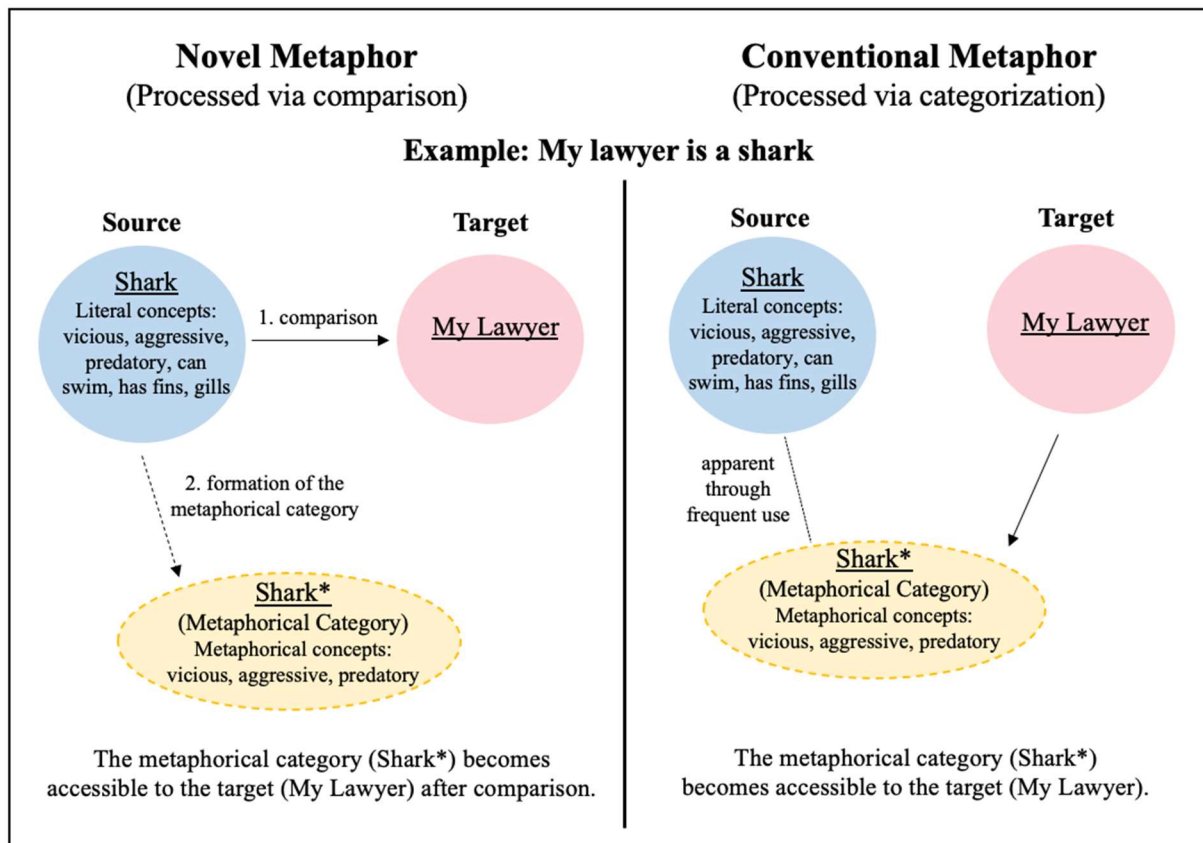 Novel Metaphor
(Processed via comparison)
Conventional Metaphor
(Processed via categorization)
Example: My lawyer is a shark
Source
Target
Shark
Literal concepts:
vicious, aggressive,
predatory, can
swim, has fins, gills
1. comparison
My Lawyer
2. formation of the
metaphorical category
Shark*
(Metaphorical Category)
Metaphorical concepts:
vicious, aggressive, predatory
The metaphorical category (Shark*) becomes
accessible to the target (My Lawyer) after comparison.
Source
Target
Shark
Literal concepts:
vicious, aggressive,
predatory, can
swim, has fins, gills
My Lawyer
apparent
through
frequent use
Shark*
(Metaphorical Category)
Metaphorical concepts:
vicious, aggressive, predatory
The metaphorical category (Shark*)
becomes accessible to the target (My Lawyer).